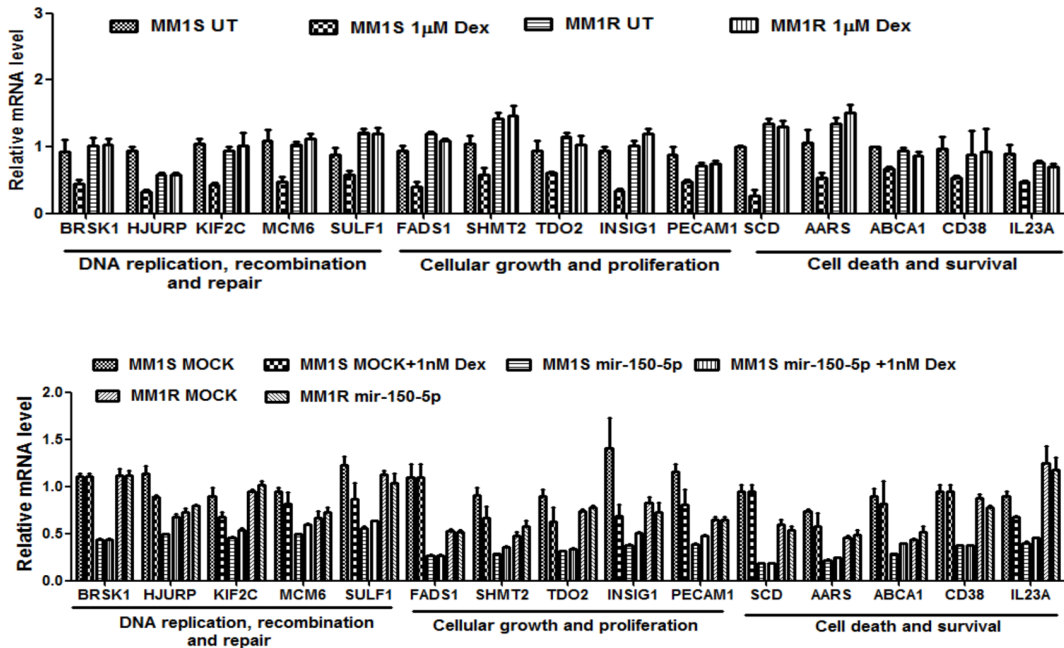 MM1S UT MM1S 1µM Dex MM1R UT MM1R 1µM Dex
Relative mRNA level
3
2
1
0
BRSK1 HJURP KIF2C MCM6 SULF1 FADS1 SHMT2 TDO2 INSIG1 PECAM1 SCD AARS ABCA1 CD38 IL23A
DNA replication, recombination
and repair
Cellular growth and proliferation
Cell death and survival
MM1S MOCK MM1S MOCK+1nM Dex MM1S mir-150-5p MM1S mir-150-5p +1nM Dex
MM1R MOCK MM1R mir-150-5p
Relative mRNA level
2.0
1.5
1.0
0.5
0.0
BRSK1 HJURP KIF2C MCM6 SULF1 FADS1 SHMT2 TDO2 INSIG1 PECAM1 SCD AARS ABCA1 CD38 IL23A
DNA replication, recombination
and repair
Cellular growth and proliferation
Cell death and survival